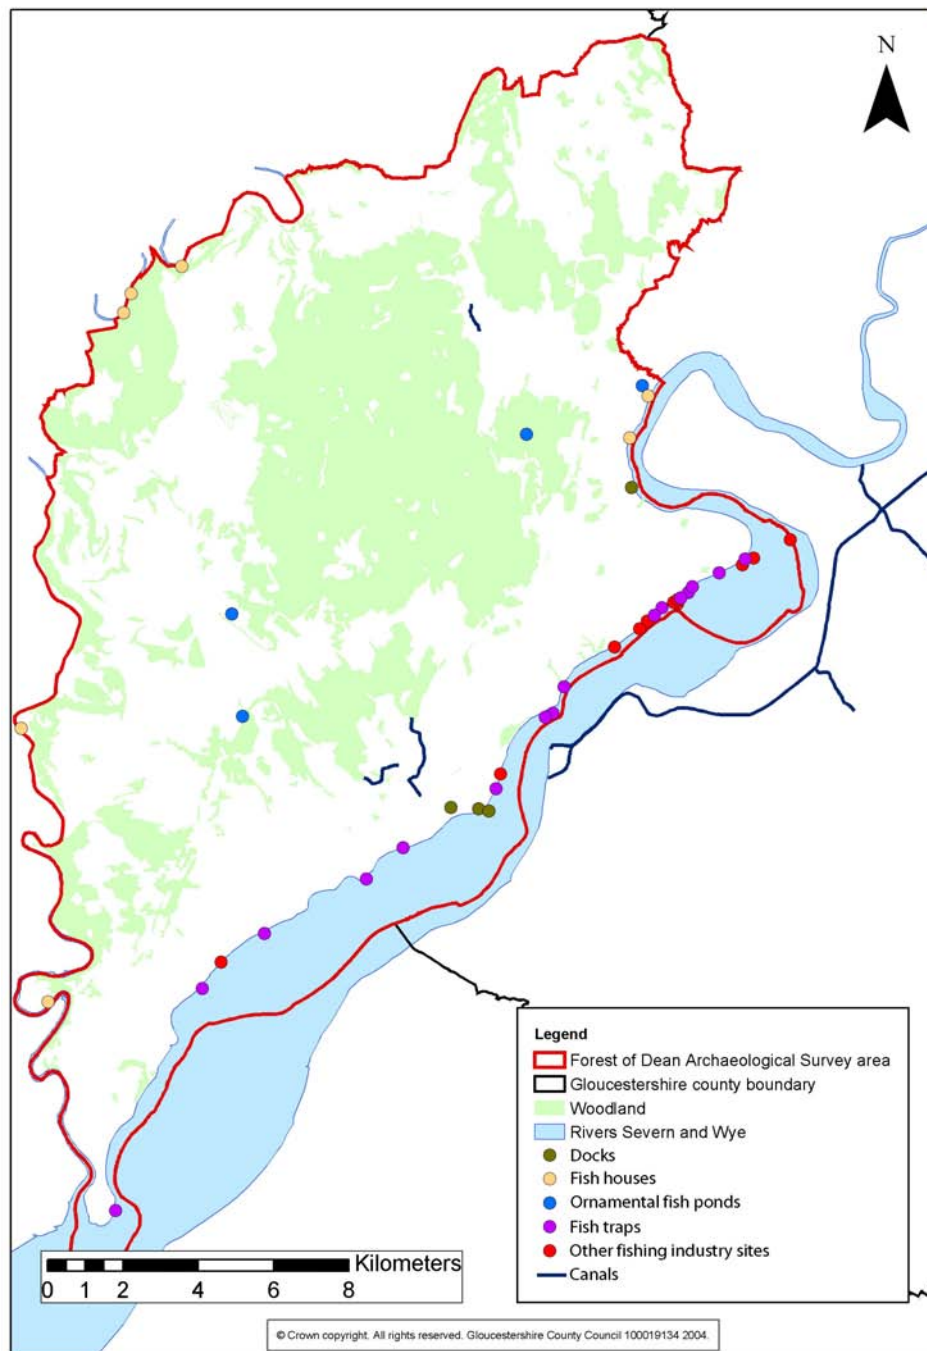 N
Legend
Forest of Dean Archaeological Survey area
Gloucestershire county boundary
Woodland
Rivers Severn and Wye
Docks
Fish houses
Ornamental fish ponds
Fish traps
Other fishing industry sites
Canals
Kilometers
0 1 2 4 6 8
© Crown copyright. All rights reserved. Gloucestershire County Council 100019134 2004.